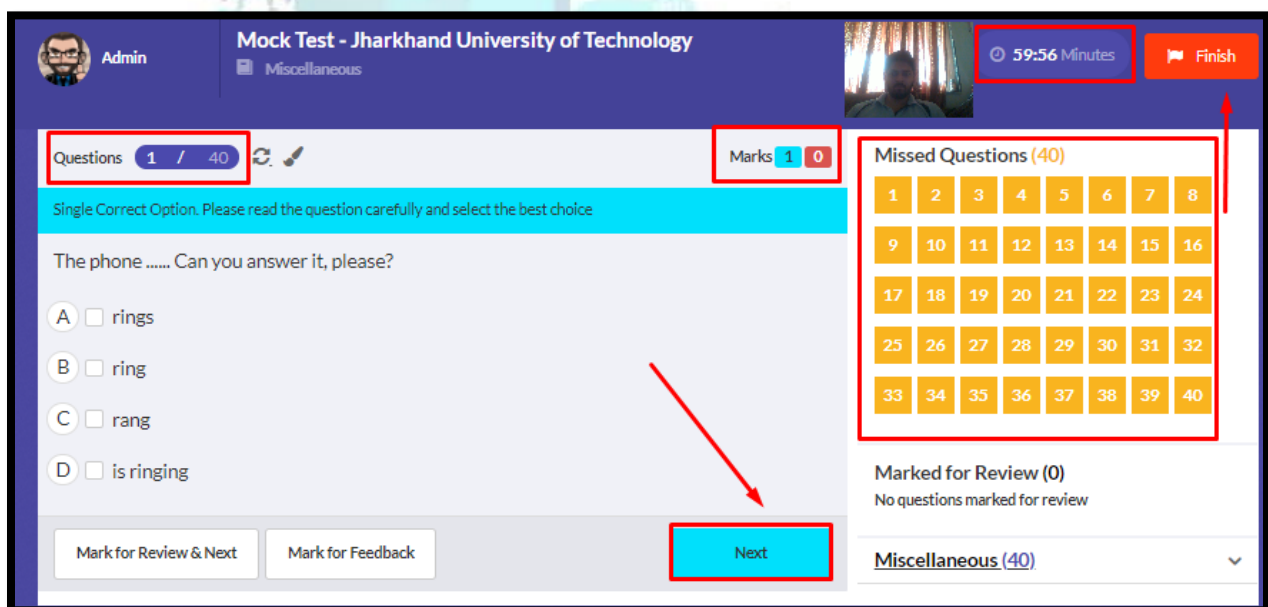 Admin
Mock Test - Jharkhand University of Technology
Miscellaneous
59:56 Minutes
Finish
Questions 1 / 40
Marks 1 0
Single Correct Option. Please read the question carefully and select the best choice
The phone ...... Can you answer it, please?
A rings
B ring
C rang
D is ringing
Mark for Review & Next
Mark for Feedback
Next
Missed Questions (40)
1 2 3 4 5 6 7 8
9 10 11 12 13 14 15 16
17 18 19 20 21 22 23 24
25 26 27 28 29 30 31 32
33 34 35 36 37 38 39 40
Marked for Review (0)
No questions marked for review
Miscellaneous (40)